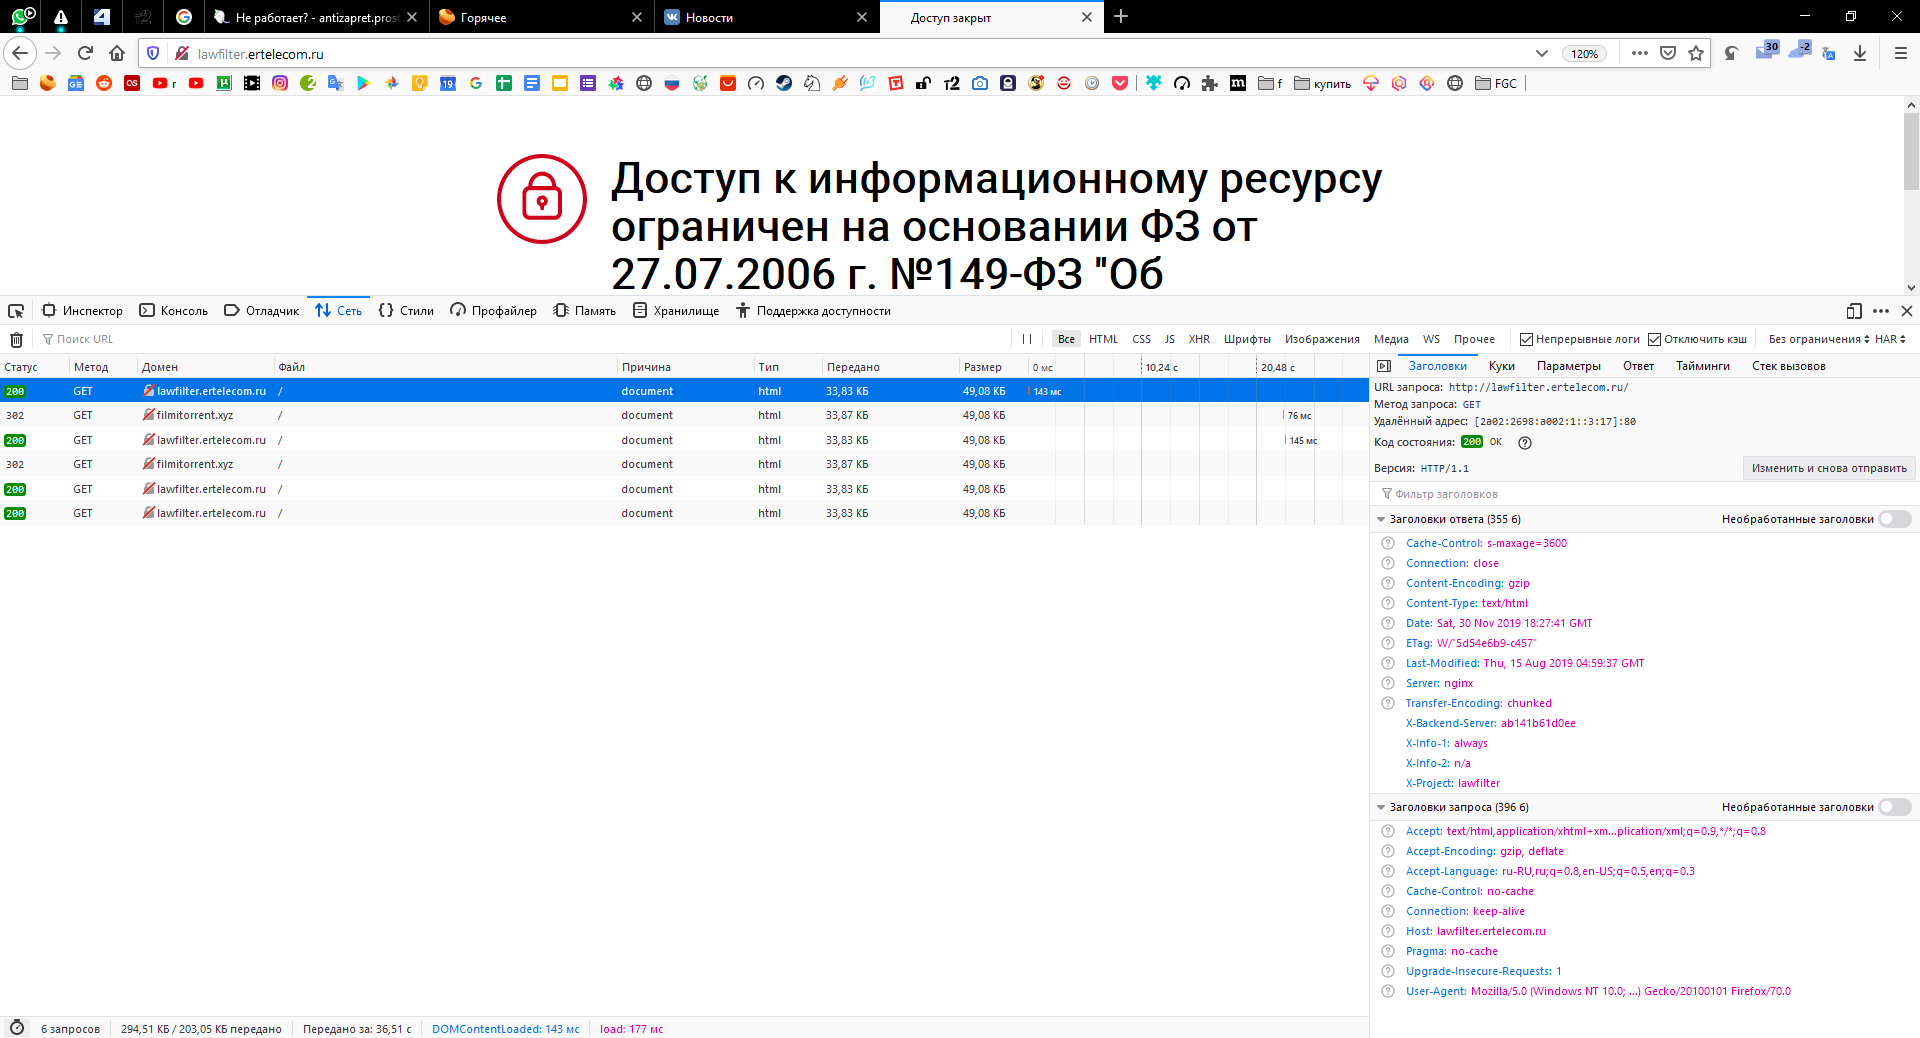 Не работает? - antizapret.prost
Горячее
Новости
Доступ закрыт
lawfilter.ertelecom.ru
120%
30
-2
r
19
t2
f
купить
FGC
Доступ к информационному ресурсу
ограничен на основании ФЗ от
27.07.2006 г. №149-ФЗ "Об
Инспектор
Консоль
Отладчик
Сеть
Стили
Профайлер
Память
Хранилище
Поддержка доступности
Поиск URL
Все HTML CSS JS XHR Шрифты Изображения Медиа WS Прочее
Непрерывные логи
Отключить кэш
Без ограничения
HAR
Статус Метод Домен Файл Причина Тип Передано Размер 0 мс 10,24 с 20,48 с
200 GET lawfilter.ertelecom.ru / document html 33,83 КБ 49,08 КБ 143 мс
302 GET filmitorrent.xyz / document html 33,87 КБ 49,08 КБ 76 мс
200 GET lawfilter.ertelecom.ru / document html 33,83 КБ 49,08 КБ 145 мс
302 GET filmitorrent.xyz / document html 33,87 КБ 49,08 КБ
200 GET lawfilter.ertelecom.ru / document html 33,83 КБ 49,08 КБ
200 GET lawfilter.ertelecom.ru / document html 33,83 КБ 49,08 КБ
Заголовки Куки Параметры Ответ Тайминги Стек вызовов
URL запроса: http://lawfilter.ertelecom.ru/
Метод запроса: GET
Удалённый адрес: [2a02:2698:a002:1::3:17]:80
Код состояния: 200 OK
Версия: HTTP/1.1
Изменить и снова отправить
Фильтр заголовков
Заголовки ответа (355 б)
Необработанные заголовки
Cache-Control: s-maxage=3600
Connection: close
Content-Encoding: gzip
Content-Type: text/html
Date: Sat, 30 Nov 2019 18:27:41 GMT
ETag: W/"5d54e6b9-c457"
Last-Modified: Thu, 15 Aug 2019 04:59:37 GMT
Server: nginx
Transfer-Encoding: chunked
X-Backend-Server: ab141b61d0ee
X-Info-1: always
X-Info-2: n/a
X-Project: lawfilter
Заголовки запроса (396 б)
Необработанные заголовки
Accept: text/html,application/xhtml+xm...plication/xml;q=0.9,*/*;q=0.8
Accept-Encoding: gzip, deflate
Accept-Language: ru-RU,ru;q=0.8,en-US;q=0.5,en;q=0.3
Cache-Control: no-cache
Connection: keep-alive
Host: lawfilter.ertelecom.ru
Pragma: no-cache
Upgrade-Insecure-Requests: 1
User-Agent: Mozilla/5.0 (Windows NT 10.0; ...) Gecko/20100101 Firefox/70.0
6 запросов
294,51 КБ / 203,05 КБ передано
Передано за: 36,51 с
DOMContentLoaded: 143 мс
load: 177 мс